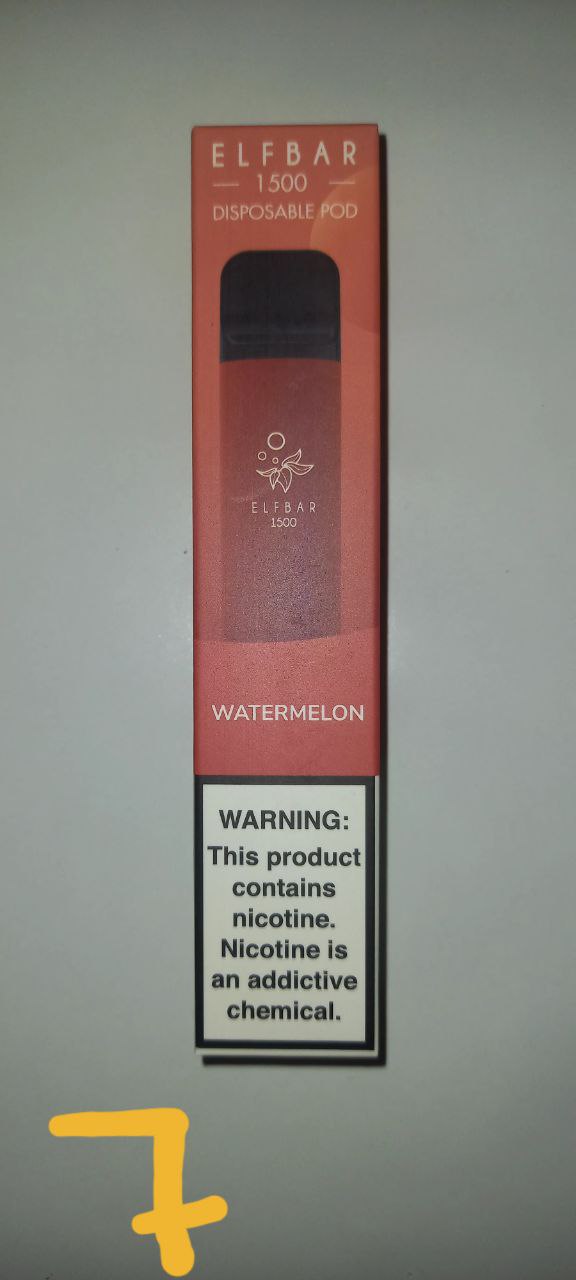 ELFBAR
1500
DISPOSABLE POD
ELFBAR
1500
WATERMELON
WARNING:
This product
contains
nicotine.
Nicotine is
an addictive
chemical.
7